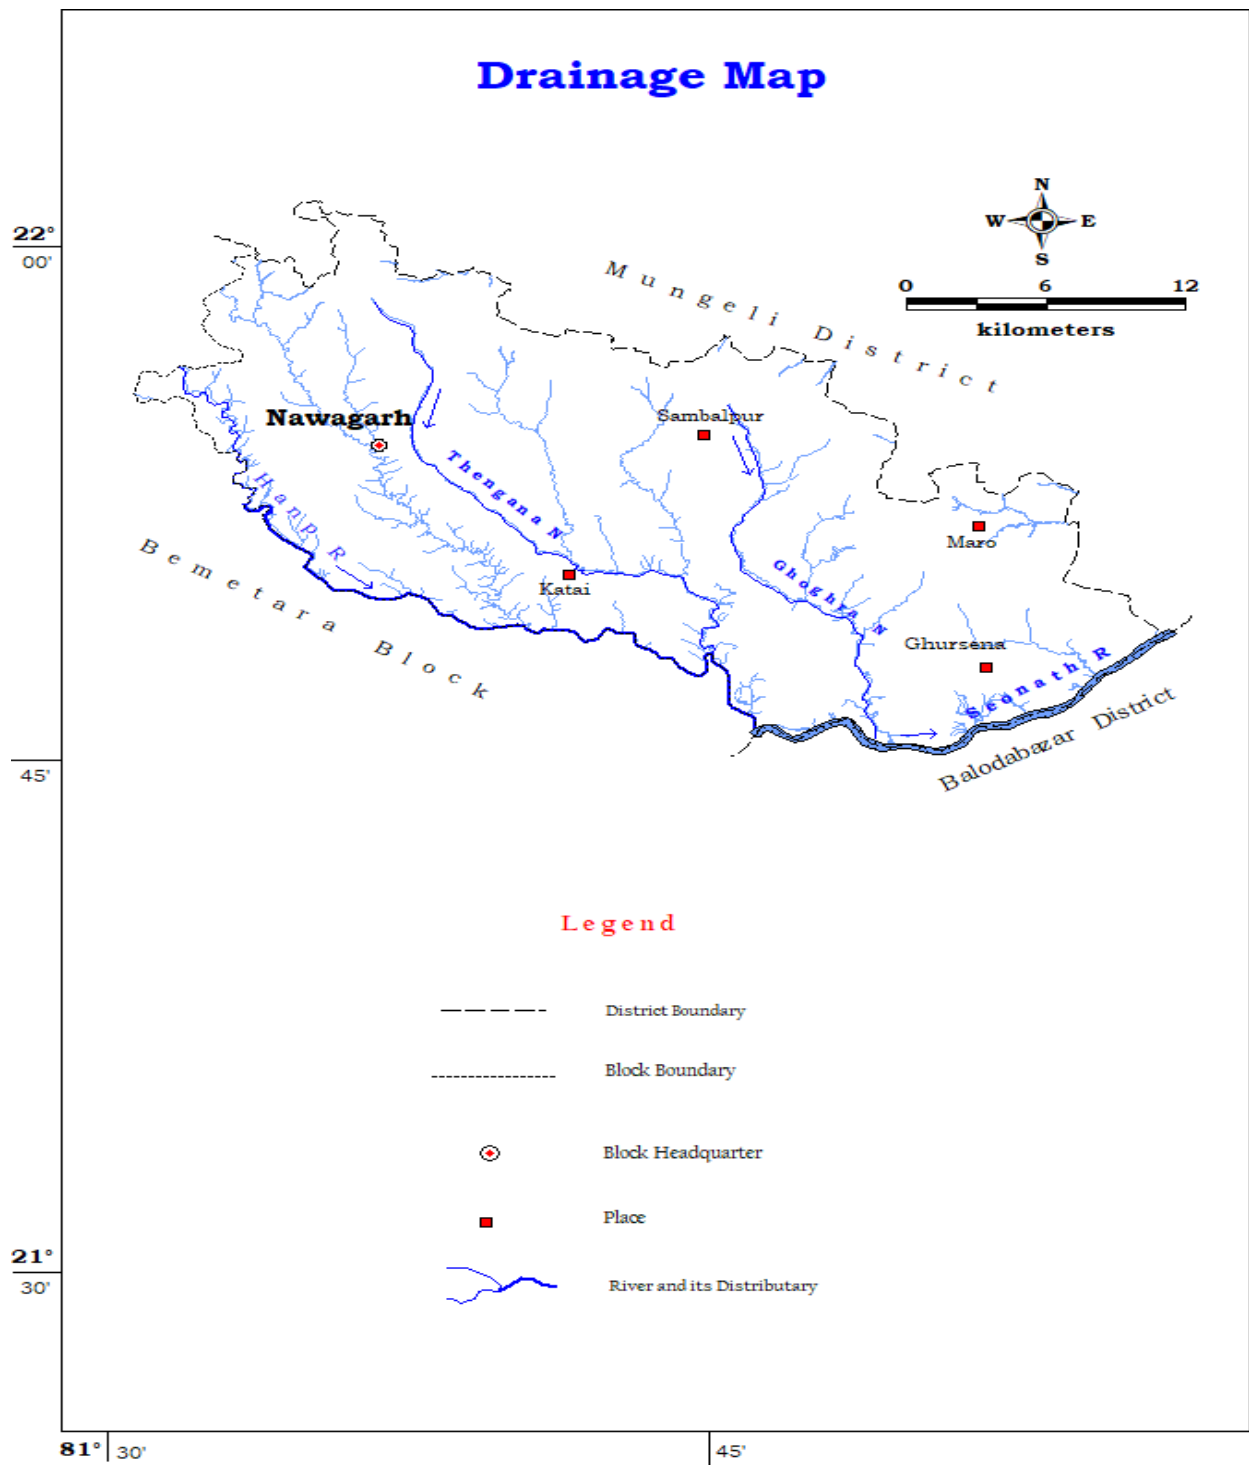 Drainage Map
N
W E
S
22°
00'
0 6 12
kilometers
Mungeli District
Nawagarh
Sambalpur
Thengana N
Hanp R
Maro
Bemetara Block
Katai
Ghoghra N
Ghursena
Seonath R
Balodabazar District
45'
Legend
District Boundary
Block Boundary
Block Headquarter
Place
21°
30'
River and its Distributary
81° 30' 45'